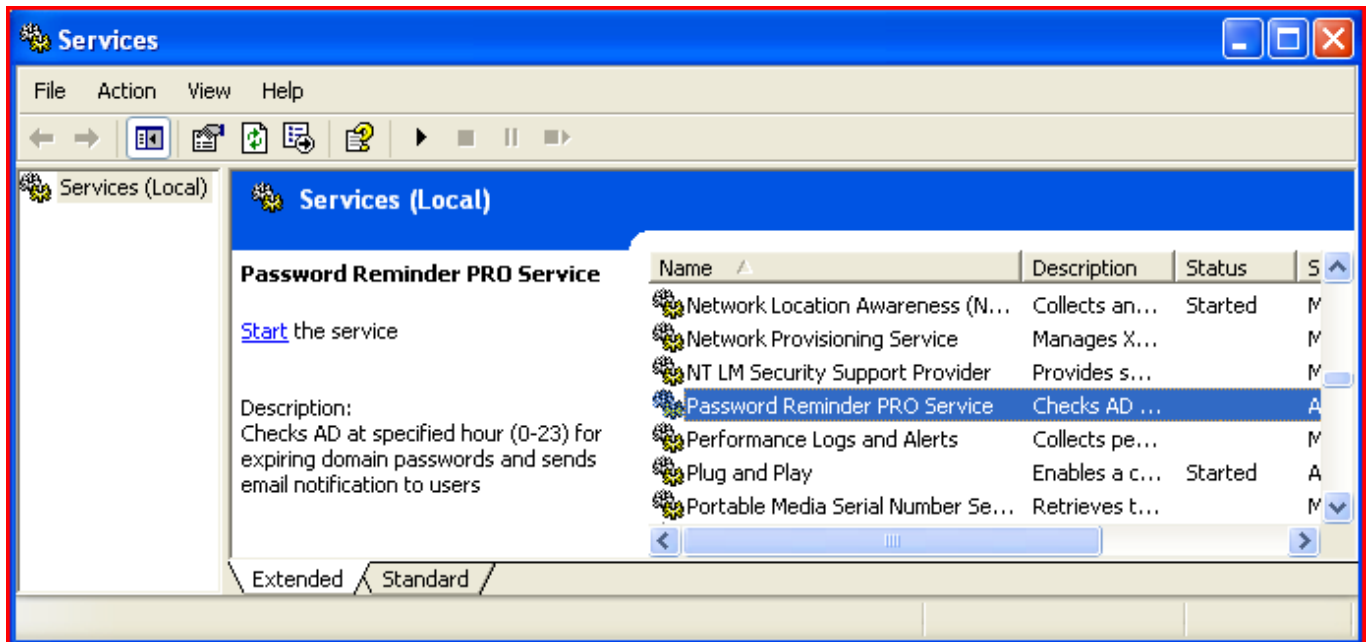 Services
File Action View Help
Services (Local)
Services (Local)
Password Reminder PRO Service
Start the service
Description:
Checks AD at specified hour (0-23) for
expiring domain passwords and sends
email notification to users
Name Description Status S
Network Location Awareness (N... Collects an... Started M
Network Provisioning Service Manages X... M
NT LM Security Support Provider Provides s... M
Password Reminder PRO Service Checks AD ... A
Performance Logs and Alerts Collects pe... M
Plug and Play Enables a c... Started A
Portable Media Serial Number Se... Retrieves t... M
Extended Standard